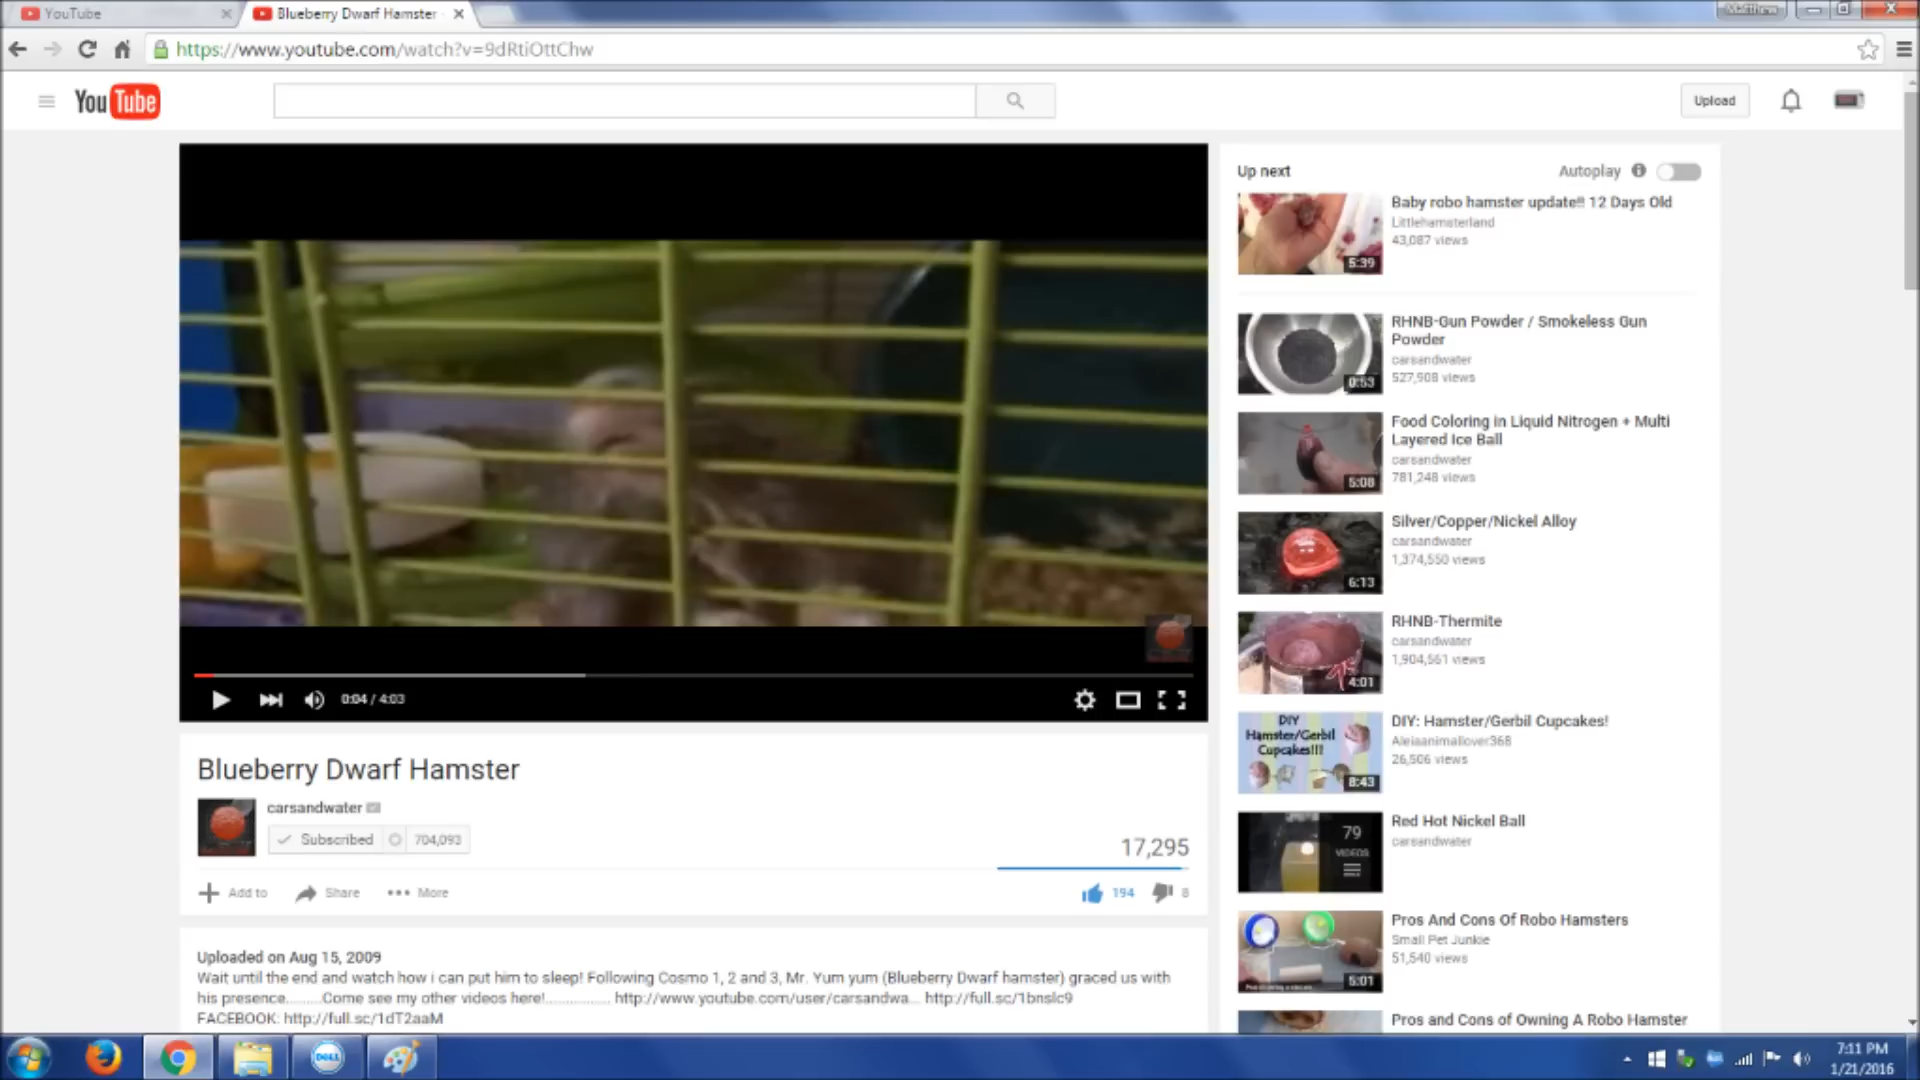 YouTube
Blueberry Dwarf Hamster
Matthew
https://www.youtube.com/watch?v=9dRtiOttChw
YouTube
Upload
0:04 / 4:03
Blueberry Dwarf Hamster
carsandwater
Subscribed 704,093
17,295
Add to Share More
194 8
Uploaded on Aug 15, 2009
Wait until the end and watch how i can put him to sleep! Following Cosmo 1, 2 and 3, Mr. Yum yum (Blueberry Dwarf hamster) graced us with
his presence.........Come see my other videos here!................ http://www.youtube.com/user/carsandwa... http://full.sc/1bnslc9
FACEBOOK: http://full.sc/1dT2aaM
Up next Autoplay
Baby robo hamster update!! 12 Days Old
Littlehamsterland
43,087 views
5:39
RHNB-Gun Powder / Smokeless Gun
Powder
carsandwater
527,908 views
0:53
Food Coloring in Liquid Nitrogen + Multi
Layered Ice Ball
carsandwater
781,248 views
5:08
Silver/Copper/Nickel Alloy
carsandwater
1,374,550 views
6:13
RHNB-Thermite
carsandwater
1,904,561 views
4:01
DIY
Hamster/Gerbil
Cupcakes!!!
8:43
DIY: Hamster/Gerbil Cupcakes!
Aleiaanimallover368
26,506 views
79
VIDEOS
Red Hot Nickel Ball
carsandwater
Pros And Cons Of Robo Hamsters
Small Pet Junkie
51,540 views
5:01
Pros and Cons of Owning A Robo Hamster
DELL
7:11 PM
1/21/2016